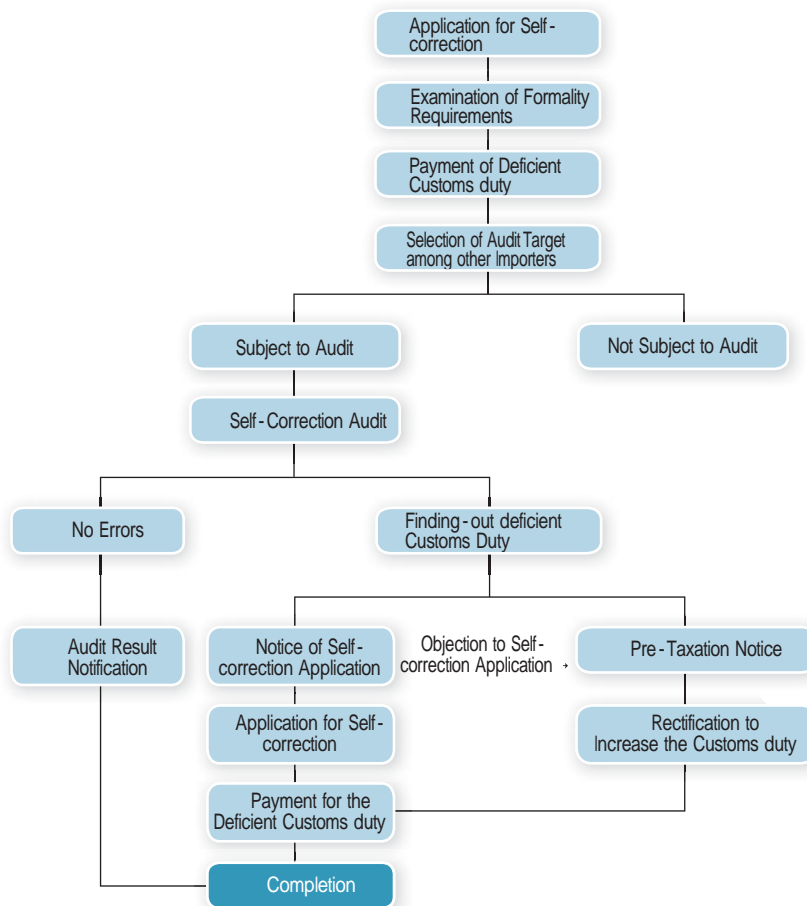 Application for Self-
correction
Examination of Formality
Requirements
Payment of Deficient
Customs duty
Selection of Audit Target
among other Importers
Subject to Audit
Not Subject to Audit
Self-Correction Audit
No Errors
Finding-out deficient
Customs Duty
Audit Result
Notification
Notice of Self-
correction Application
Objection to Self-
correction Application
Pre-Taxation Notice
Application for Self-
correction
Rectification to
Increase the Customs duty
Payment for the
Deficient Customs duty
Completion